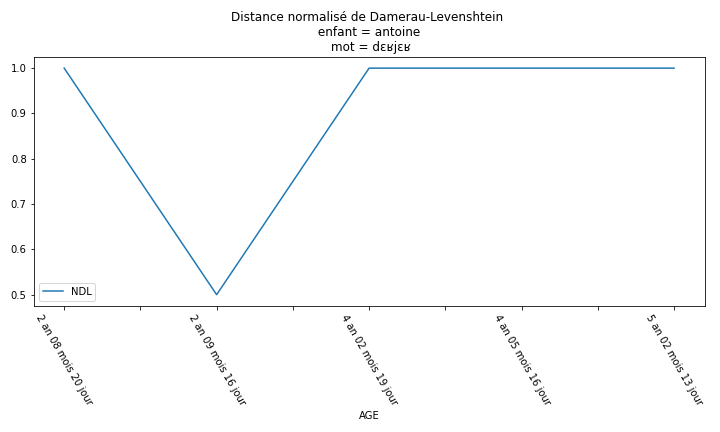 Distance normalisé de Damerau-Levenshtein
enfant = antoine
mot = dɛʁjɛʁ
1.0
0.9
0.8
0.7
0.6
0.5
NDL
2 an 08 mois 20 jour
2 an 09 mois 16 jour
4 an 02 mois 19 jour
4 an 05 mois 16 jour
5 an 02 mois 13 jour
AGE